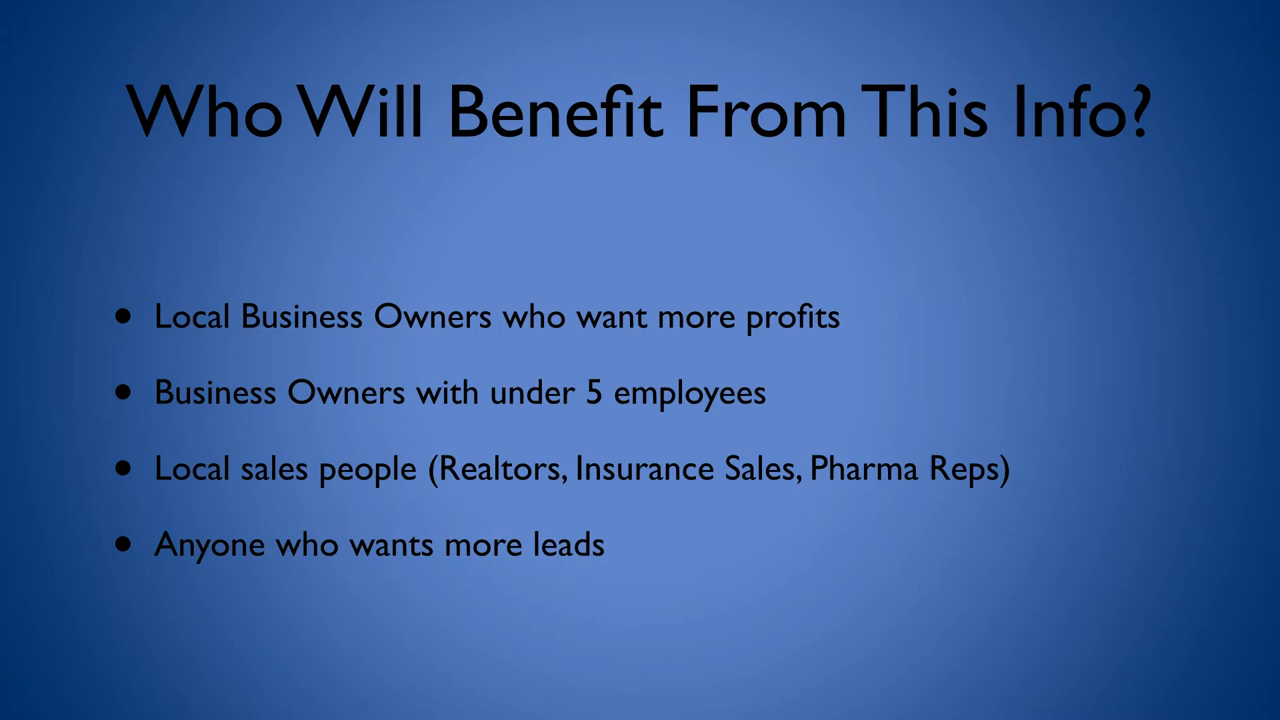 Who Will Benefit From This Info?
• Local Business Owners who want more profits
• Business Owners with under 5 employees
• Local sales people (Realtors, Insurance Sales, Pharma Reps)
• Anyone who wants more leads